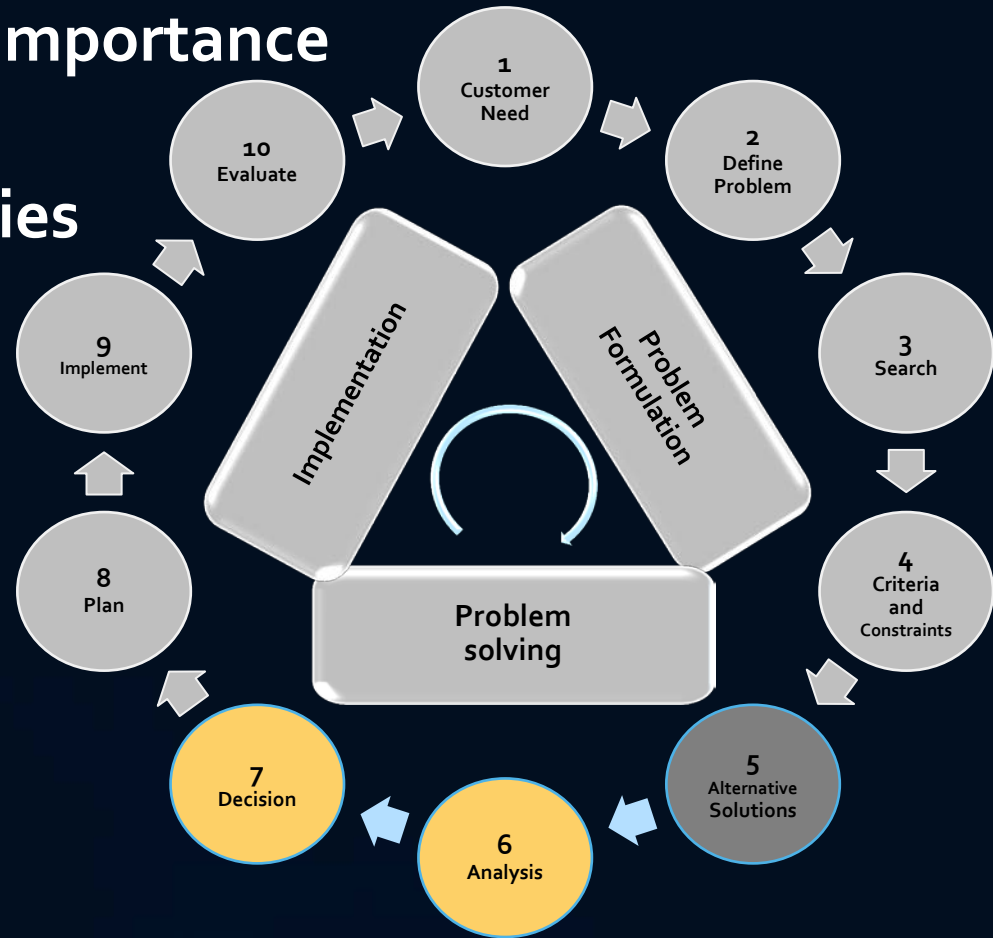 mportance
ies
1
Customer
Need
2
Define
Problem
3
Search
4
Criteria
and
Constraints
5
Alternative
Solutions
6
Analysis
7
Decision
8
Plan
9
Implement
10
Evaluate
Implementation
Problem
Formulation
Problem
solving